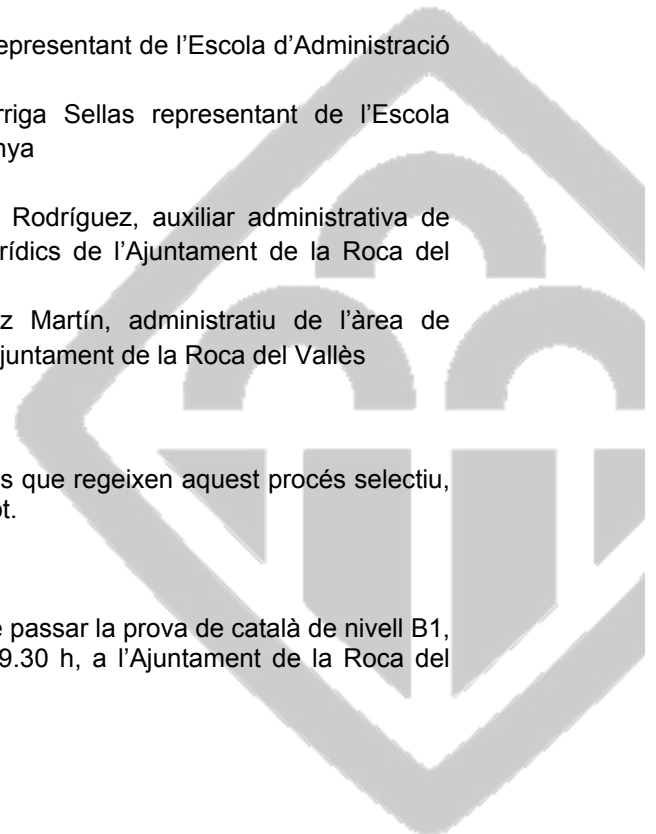 representant de l’Escola d’Administració
rriga Sellas representant de l’Escola
nya
Rodríguez, auxiliar administrativa de
rídics de l’Ajuntament de la Roca del
z Martín, administratiu de l’àrea de
juntament de la Roca del Vallès
s que regeixen aquest procés selectiu,
t.
passar la prova de català de nivell B1,
9.30 h, a l’Ajuntament de la Roca del